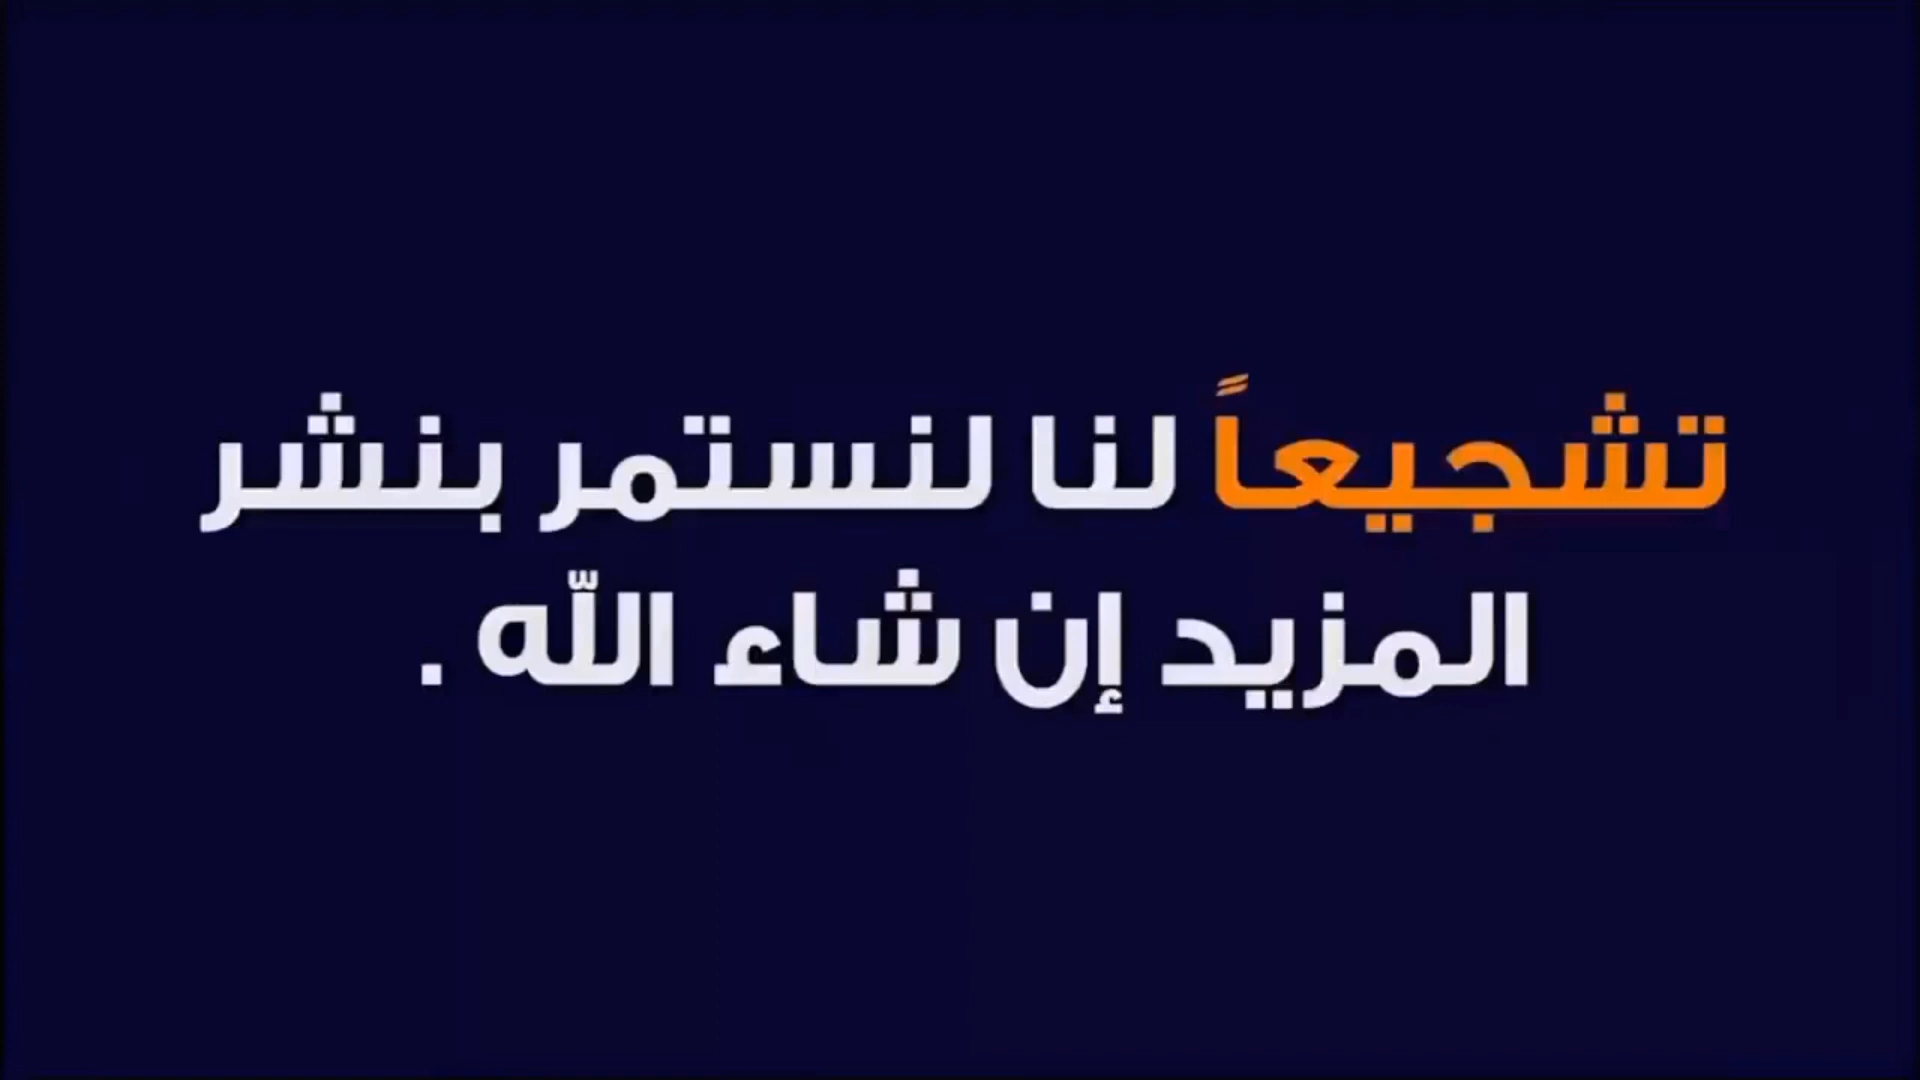 تشجيعاً لنا لنستمر بنشر
المزيد إن شاء اللّه .